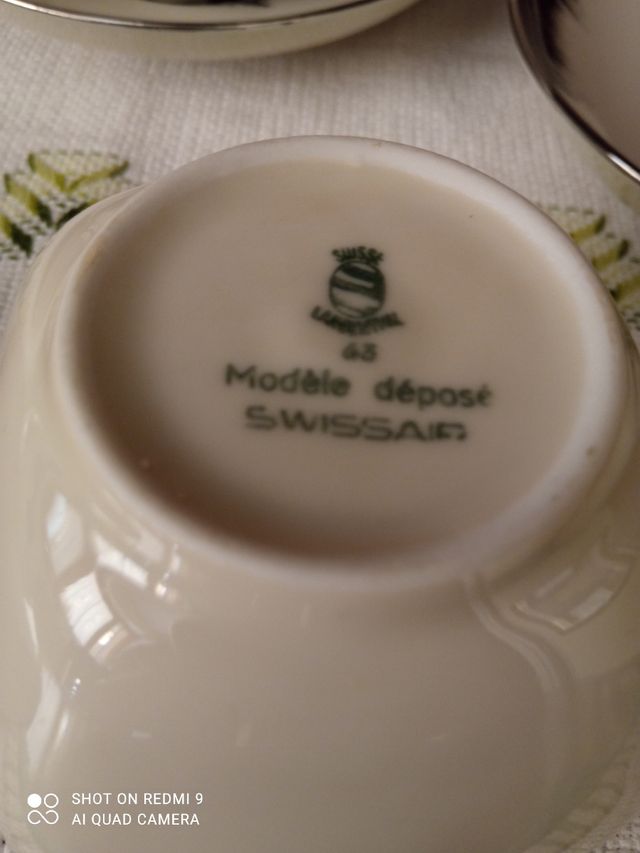 SUISSE
LANGENTHAL
63
Modèle déposé
SWISSAIR
SHOT ON REDMI 9
AI QUAD CAMERA